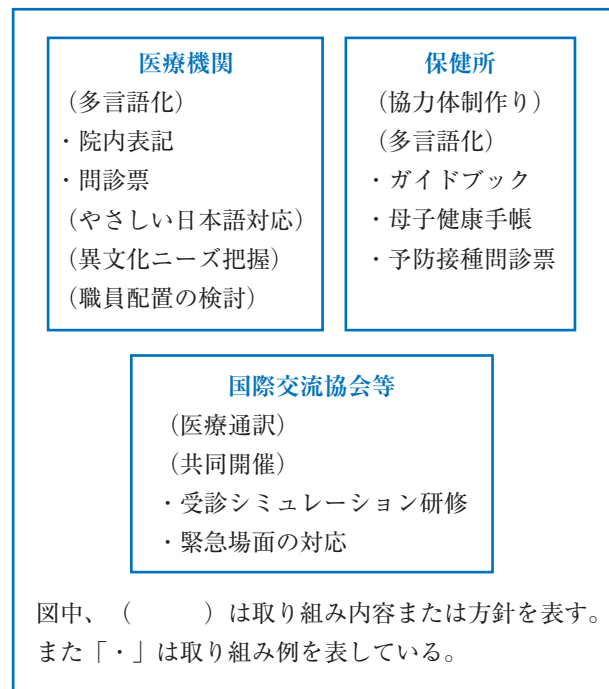 医療機関
（多言語化）
・院内表記
・問診票
（やさしい日本語対応）
（異文化ニーズ把握）
（職員配置の検討）
保健所
（協力体制作り）
（多言語化）
・ガイドブック
・母子健康手帳
・予防接種問診票
国際交流協会等
（医療通訳）
（共同開催）
・受診シミュレーション研修
・緊急場面の対応
図中、（　　　）は取り組み内容または方針を表す。
また「・」は取り組み例を表している。